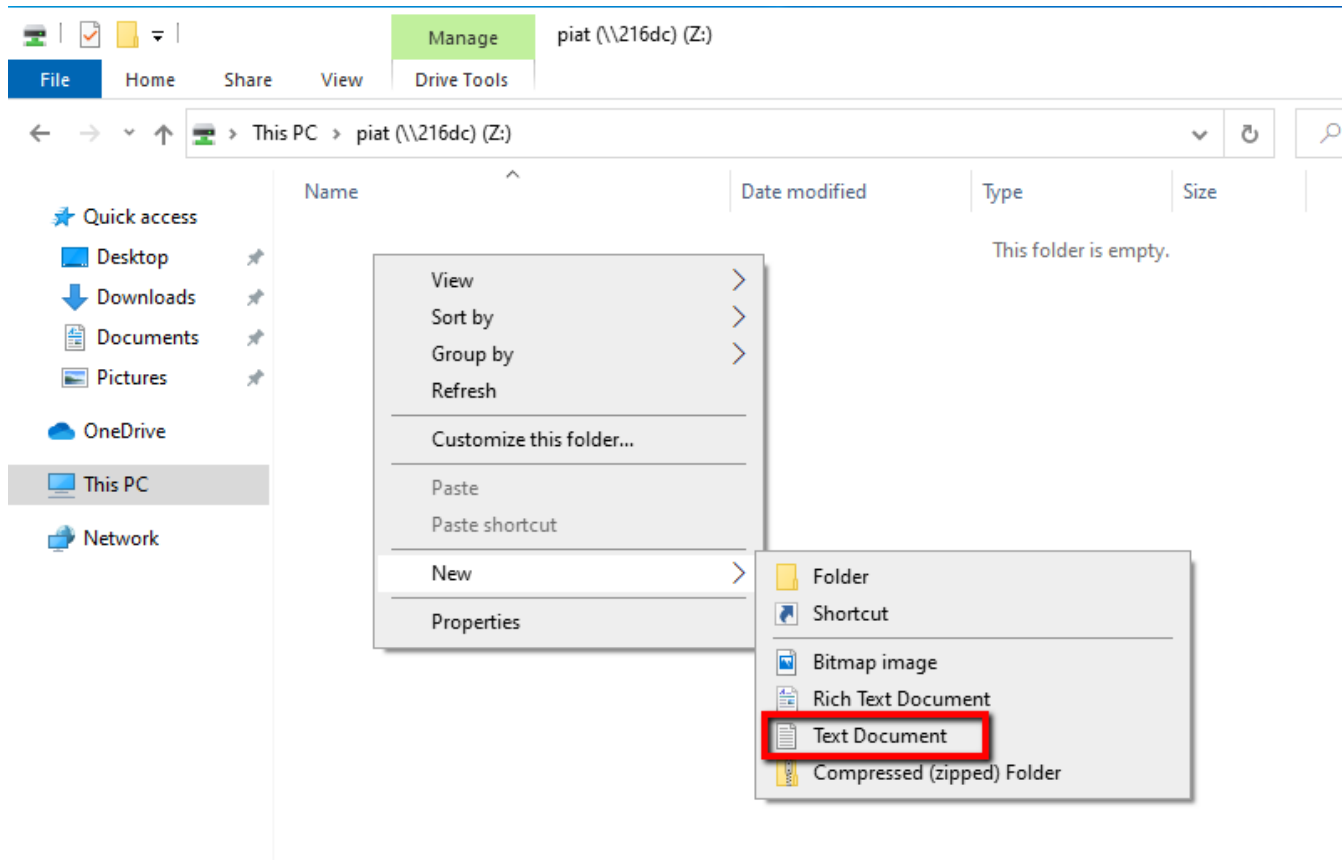 Manage piat (\\216dc) (Z:)
File Home Share View Drive Tools
This PC piat (\\216dc) (Z:)
Name Date modified Type Size
Quick access
This folder is empty.
Desktop
Downloads
Documents
Pictures
OneDrive
This PC
Network
View
Sort by
Group by
Refresh
Customize this folder...
Paste
Paste shortcut
New
Properties
Folder
Shortcut
Bitmap image
Rich Text Document
Text Document
Compressed (zipped) Folder